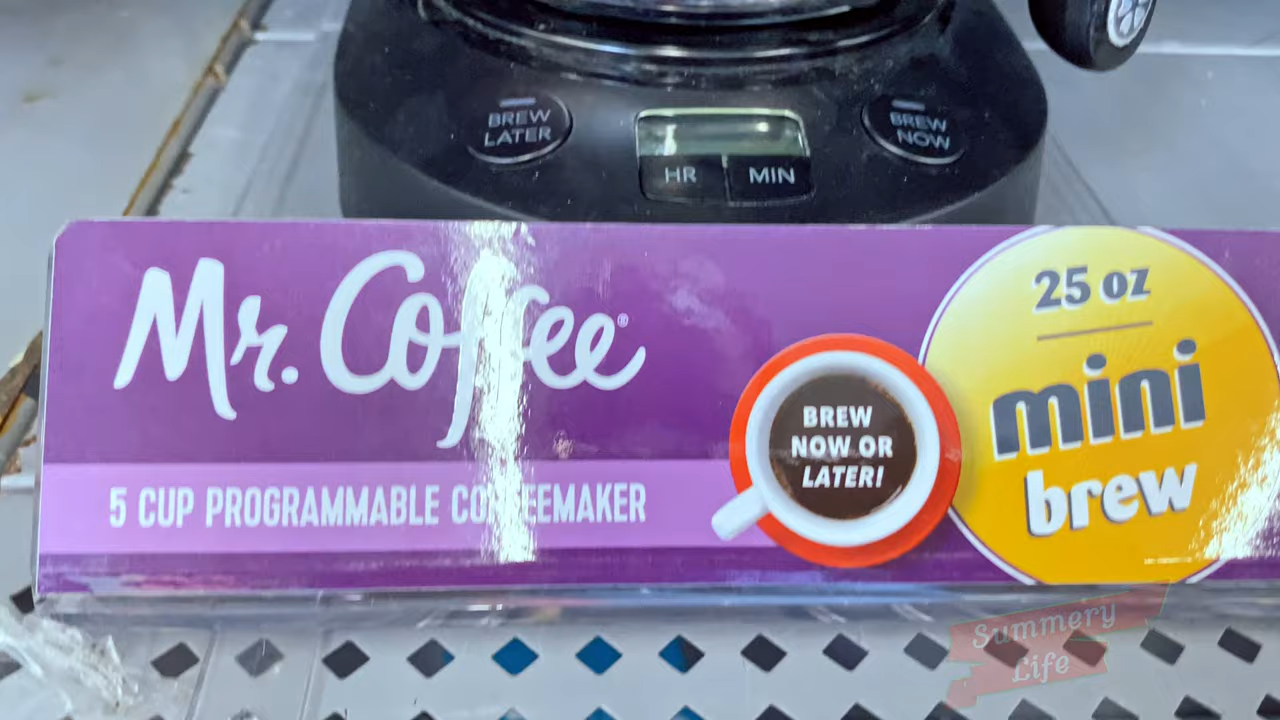 BREW
LATER
HR
MIN
BREW
NOW
Mr. Coffee®
5 CUP PROGRAMMABLE COFFEEMAKER
BREW
NOW OR
LATER!
25 oz
mini
brew
Summery
Life